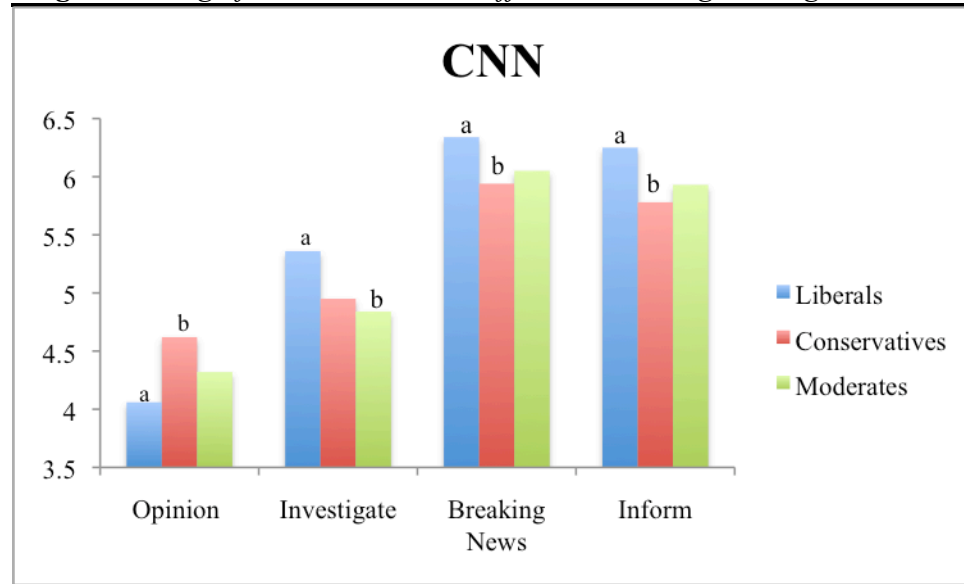 CNN
6.5
6
5.5
5
4.5
4
3.5
a
b
a
b
a
b
a
b
Opinion
Investigate
Breaking
News
Inform
Liberals
Conservatives
Moderates